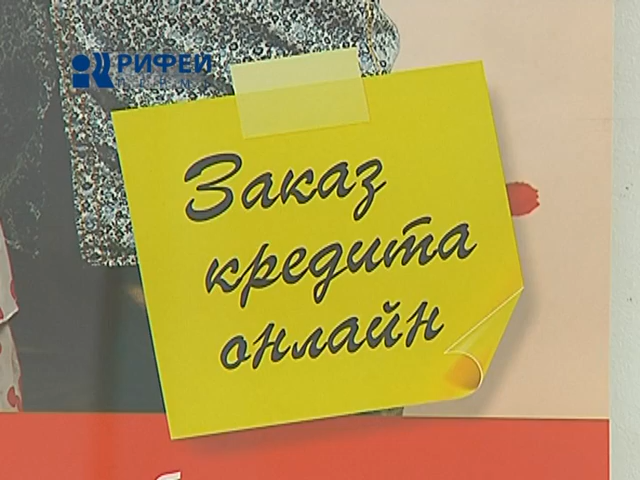 РИФЕЙ
Заказ
кредита
онлайн